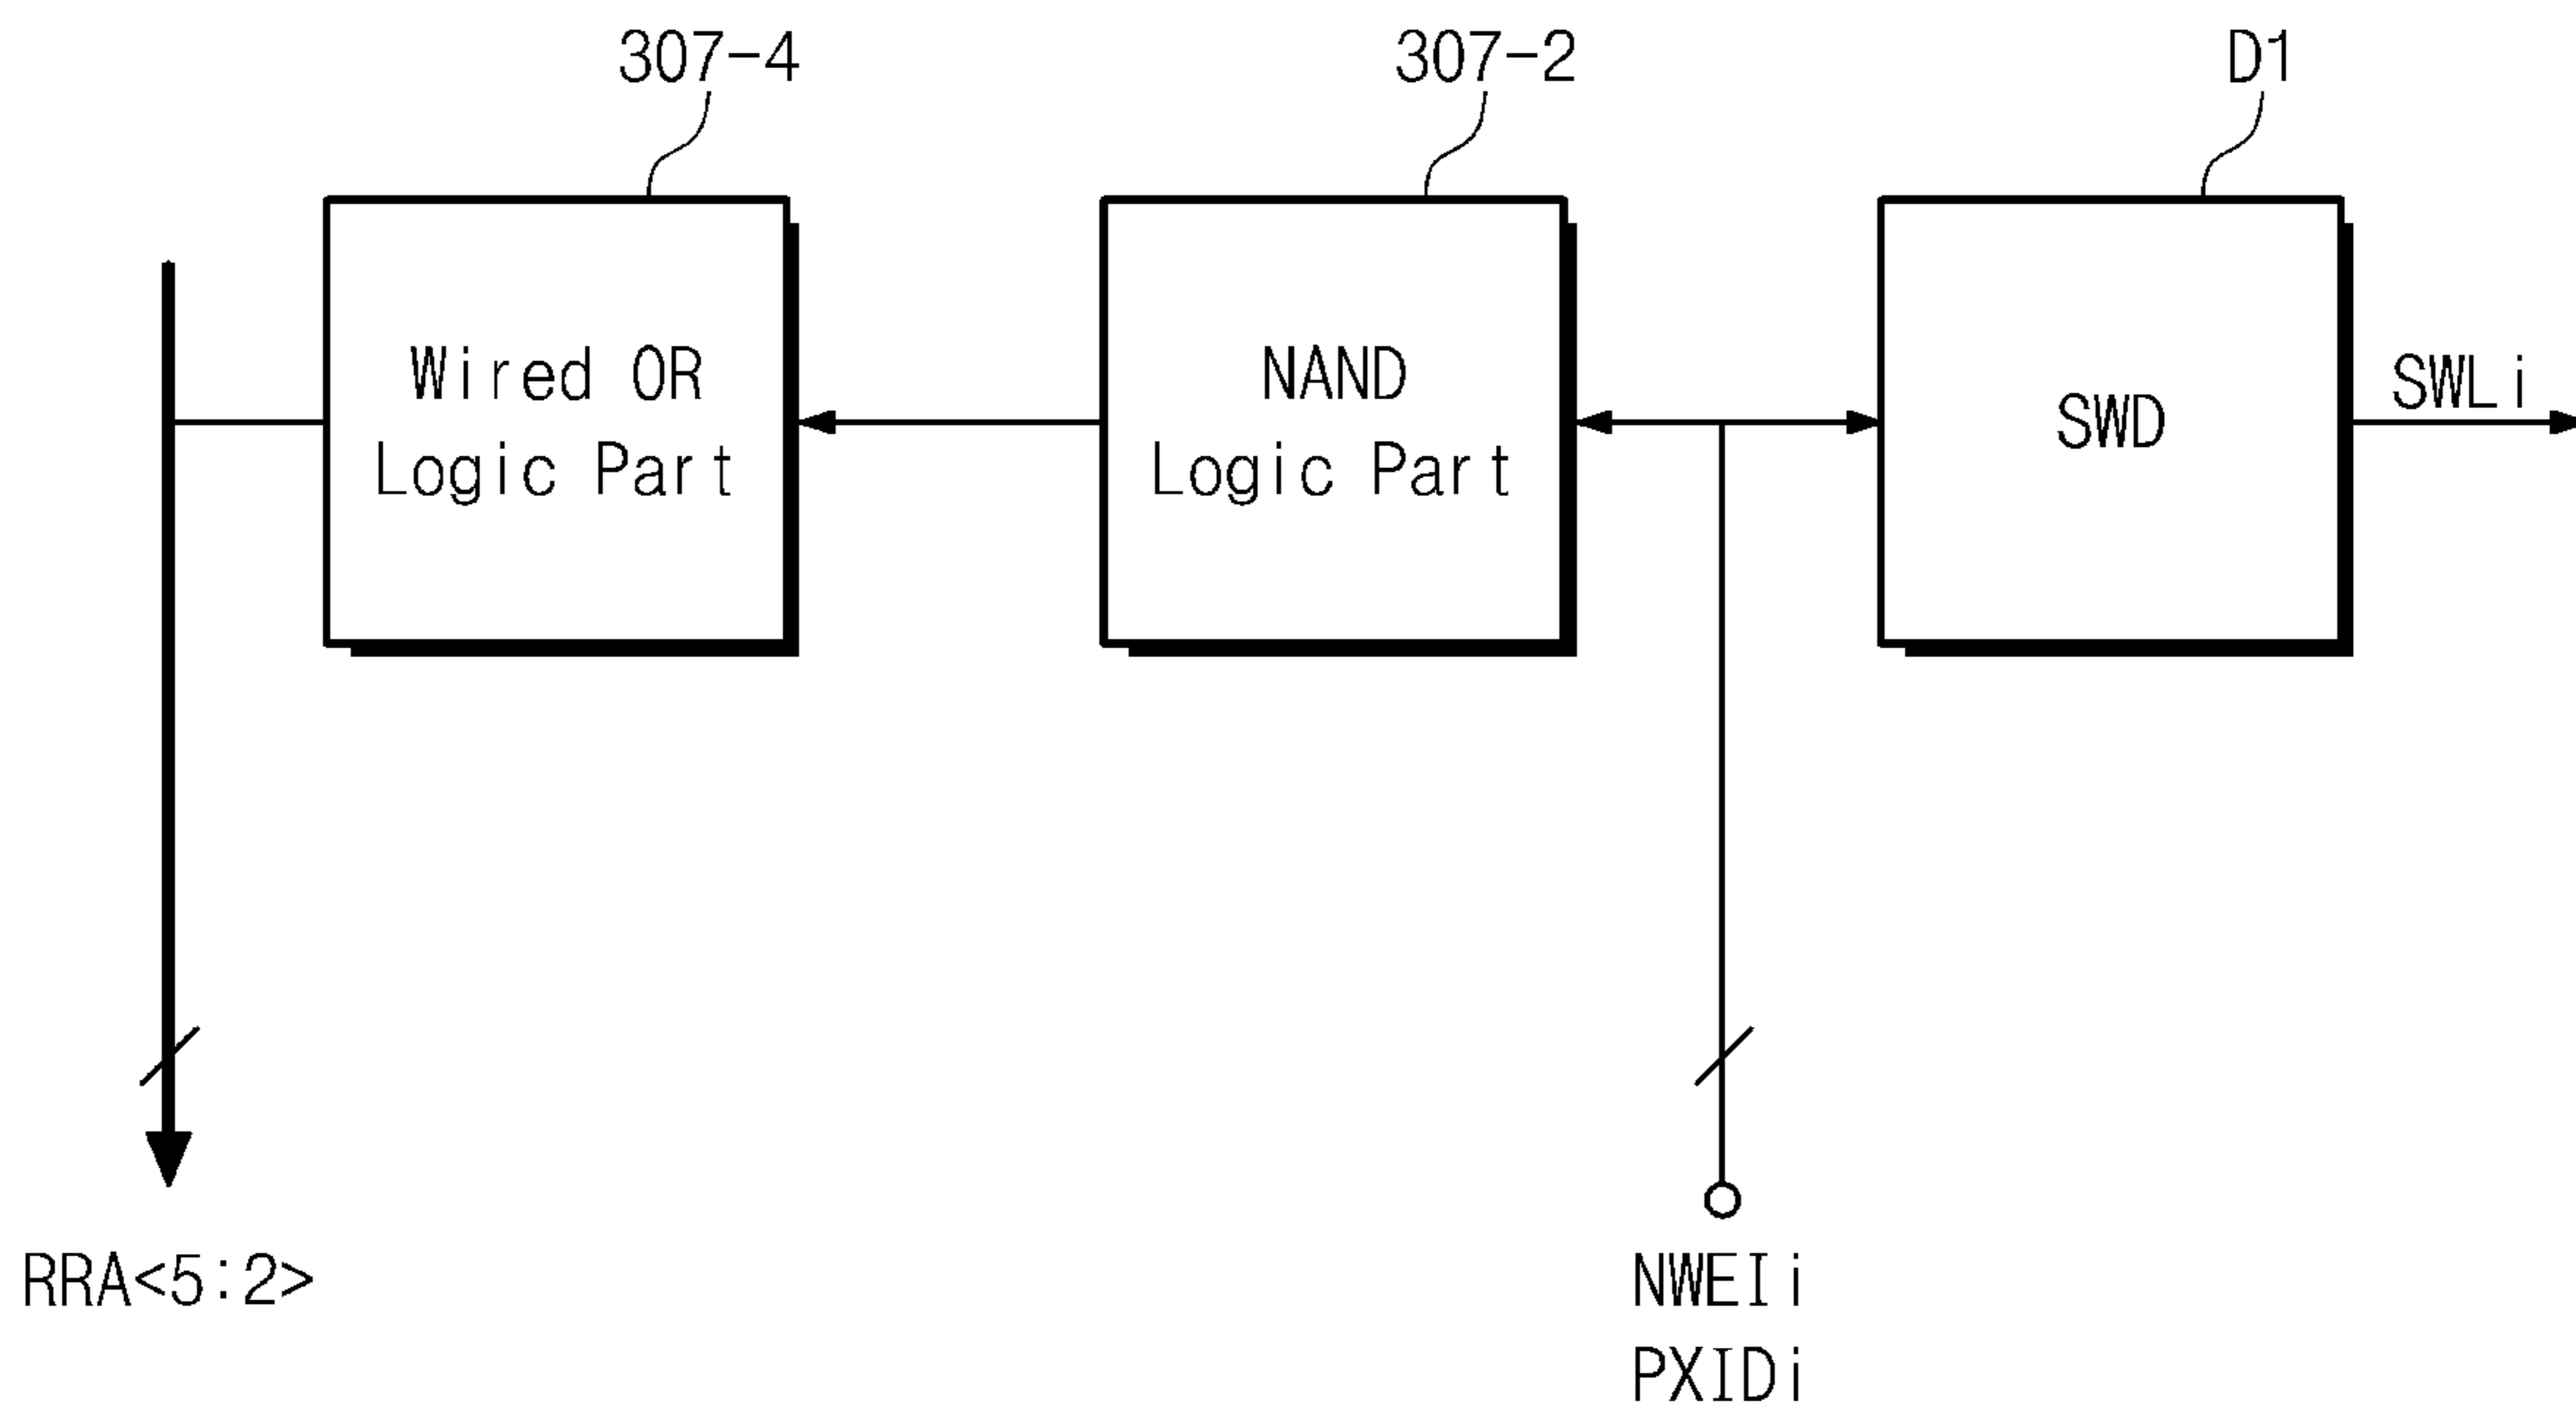 307-4
307-2
D1
Wired OR
Logic Part
NAND
Logic Part
SWD
SWLi
RRA<5:2>
NWEIi
PXIDi